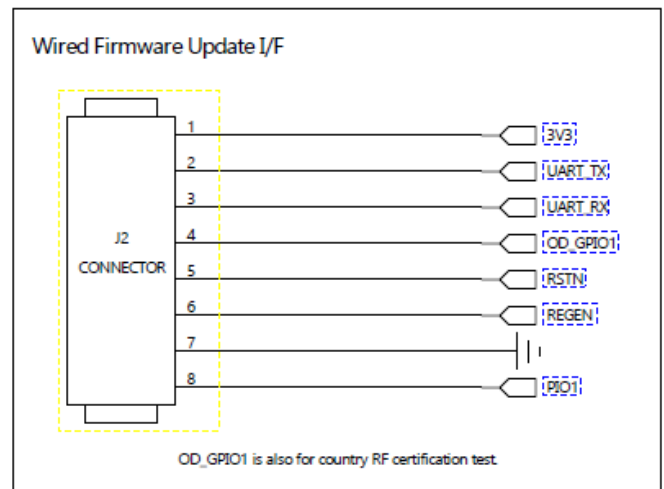 Wired Firmware Update I/F
J2
CONNECTOR
1
3V3
2
UART_TX
3
UART_RX
4
OD_GPIO1
5
RSTN
6
REGEN
7
8
PIO1
OD_GPIO1 is also for country RF certification test.